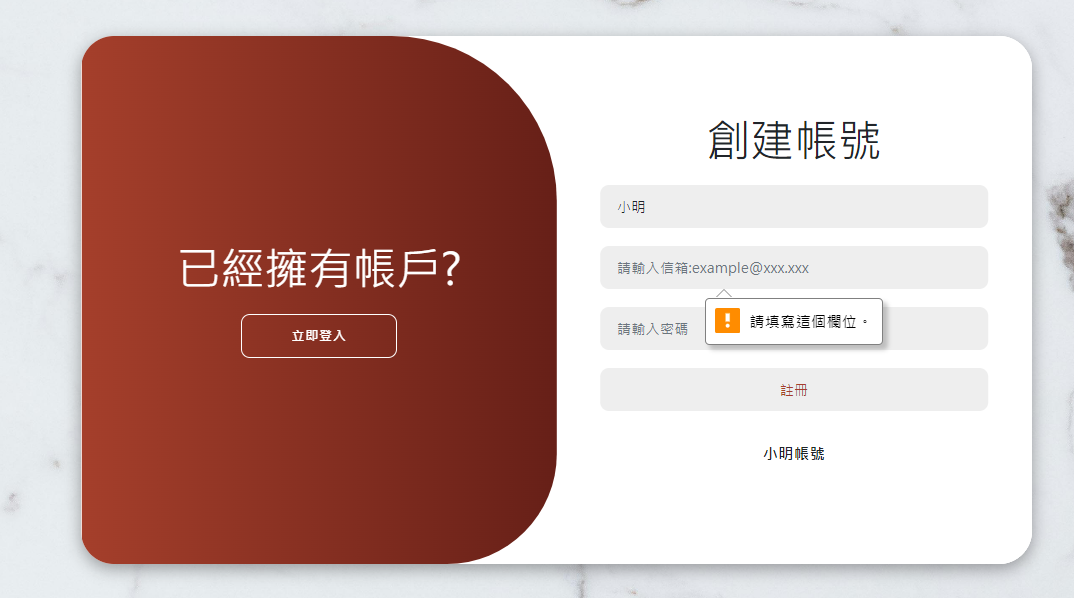 已經擁有帳戶?
立即登入
創建帳號
小明
請輸入信箱:example@xxx.xxx
請填寫這個欄位。
請輸入密碼
註冊
小明帳號